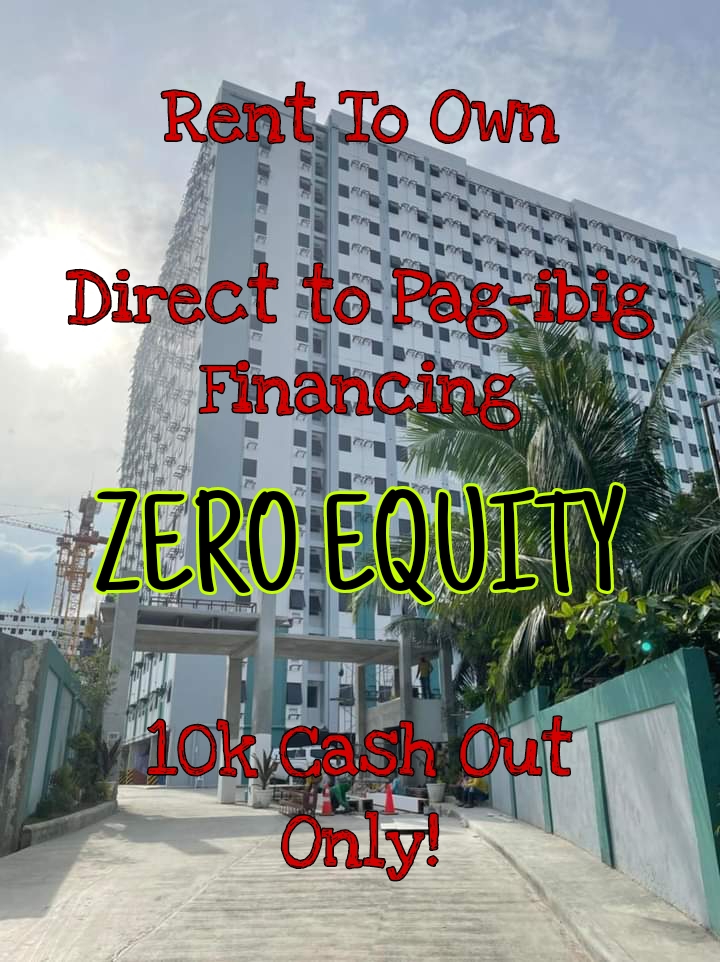 Rent To Own
Direct to Pag-ibig
Financing
ZERO EQUITY
10k Cash Out
Only!